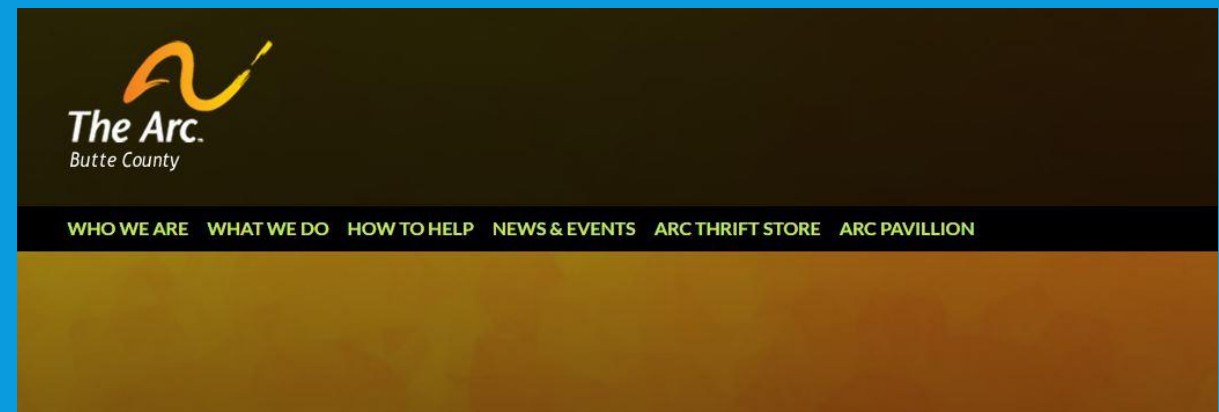 The Arc™
Butte County
WHO WE ARE WHAT WE DO HOW TO HELP NEWS & EVENTS ARC THRIFT STORE ARC PAVILLION